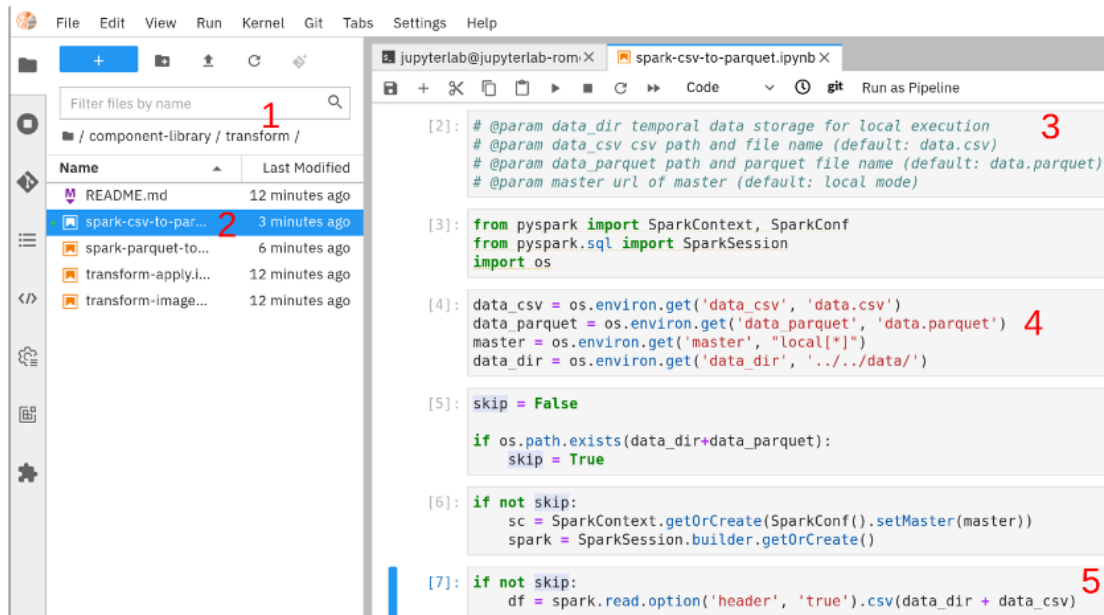 File Edit View Run Kernel Git Tabs Settings Help
+
Filter files by name
1
/ component-library / transform /
Name Last Modified
README.md 12 minutes ago
spark-csv-to-par... 2 3 minutes ago
spark-parquet-to... 6 minutes ago
transform-apply.i... 12 minutes ago
transform-image... 12 minutes ago
jupyterlab@jupyterlab-rom
spark-csv-to-parquet.ipynb
Code git Run as Pipeline
[2]: # @param data_dir temporal data storage for local execution 3
# @param data_csv csv path and file name (default: data.csv)
# @param data_parquet path and parquet file name (default: data.parquet)
# @param master url of master (default: local mode)
[3]: from pyspark import SparkContext, SparkConf
from pyspark.sql import SparkSession
import os
[4]: data_csv = os.environ.get('data_csv', 'data.csv')
data_parquet = os.environ.get('data_parquet', 'data.parquet') 4
master = os.environ.get('master', "local[*]")
data_dir = os.environ.get('data_dir', '../../data/')
[5]: skip = False
if os.path.exists(data_dir+data_parquet):
skip = True
[6]: if not skip:
sc = SparkContext.getOrCreate(SparkConf().setMaster(master))
spark = SparkSession.builder.getOrCreate()
[7]: if not skip: 5
df = spark.read.option('header', 'true').csv(data_dir + data_csv)